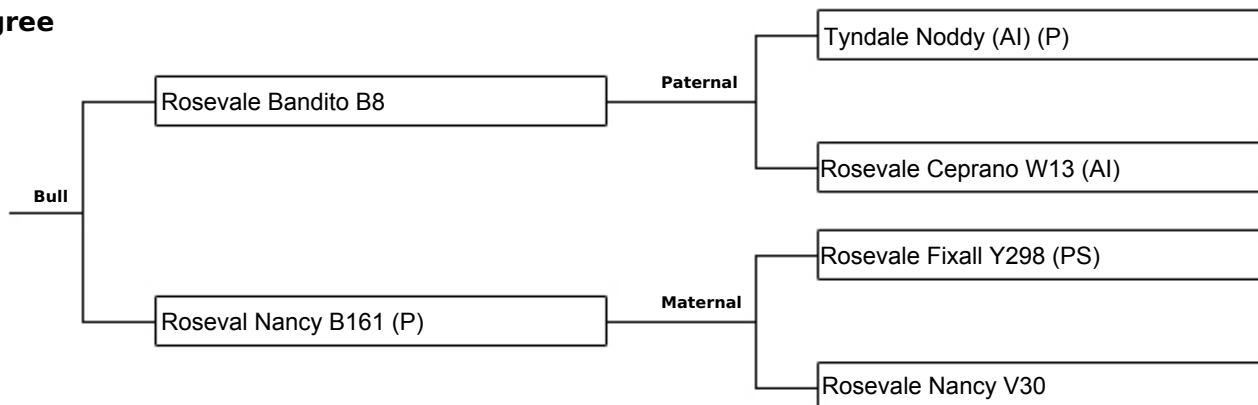 gree
Tyndale Noddy (AI) (P)
Rosevale Bandito B8
Paternal
Rosevale Ceprano W13 (AI)
Bull
Rosevale Fixall Y298 (PS)
Roseval Nancy B161 (P)
Maternal
Rosevale Nancy V30